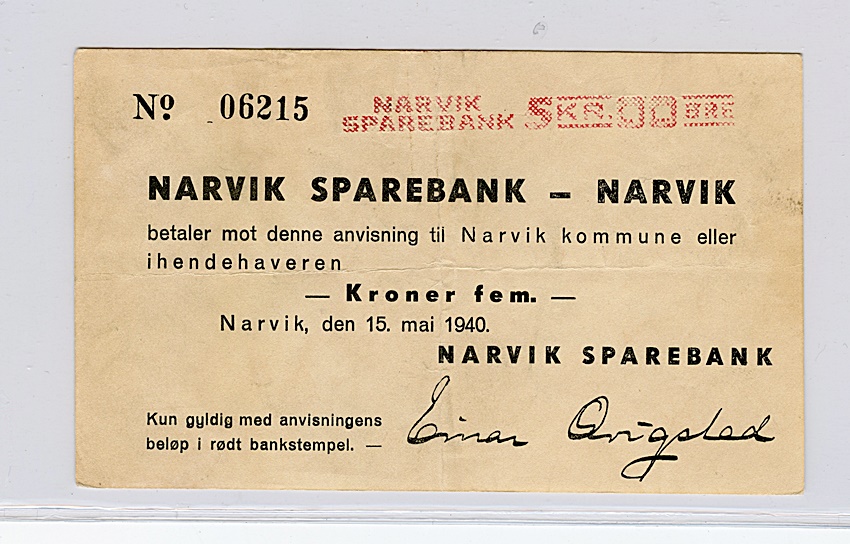 No. 06215
NARVIK
SPAREBANK 5 KR. 00 ØRE
NARVIK SPAREBANK – NARVIK
betaler mot denne anvisning til Narvik kommune eller
ihendehaveren
— Kroner fem. —
Narvik, den 15. mai 1940.
NARVIK SPAREBANK
Kun gyldig med anvisningens
beløp i rødt bankstempel. —
Einar Qvigstad